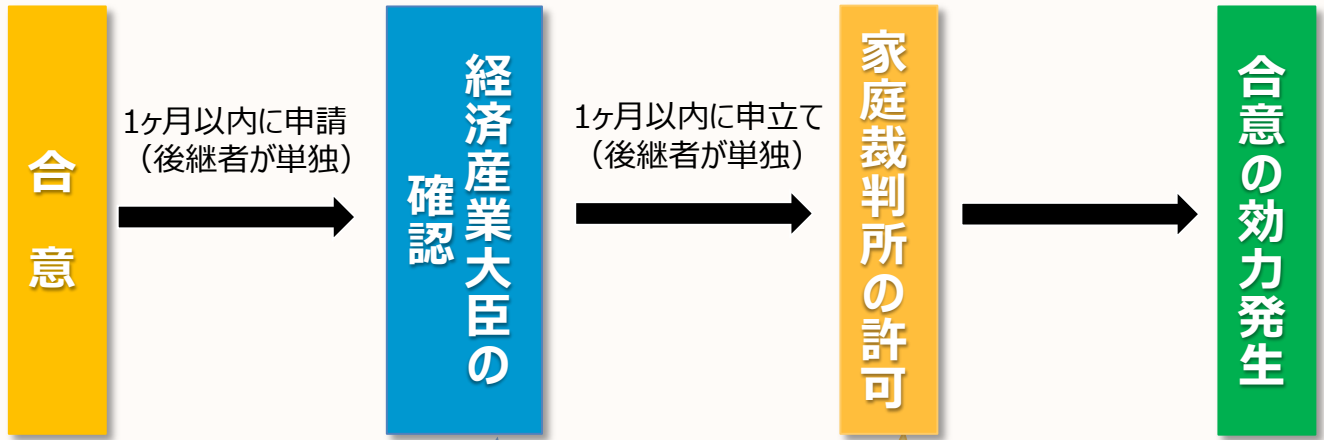 合意
1ヶ月以内に申請
（後継者が単独）
経済産業大臣の
確認
1ヶ月以内に申立て
（後継者が単独）
家庭裁判所の許可
合意の効力発生